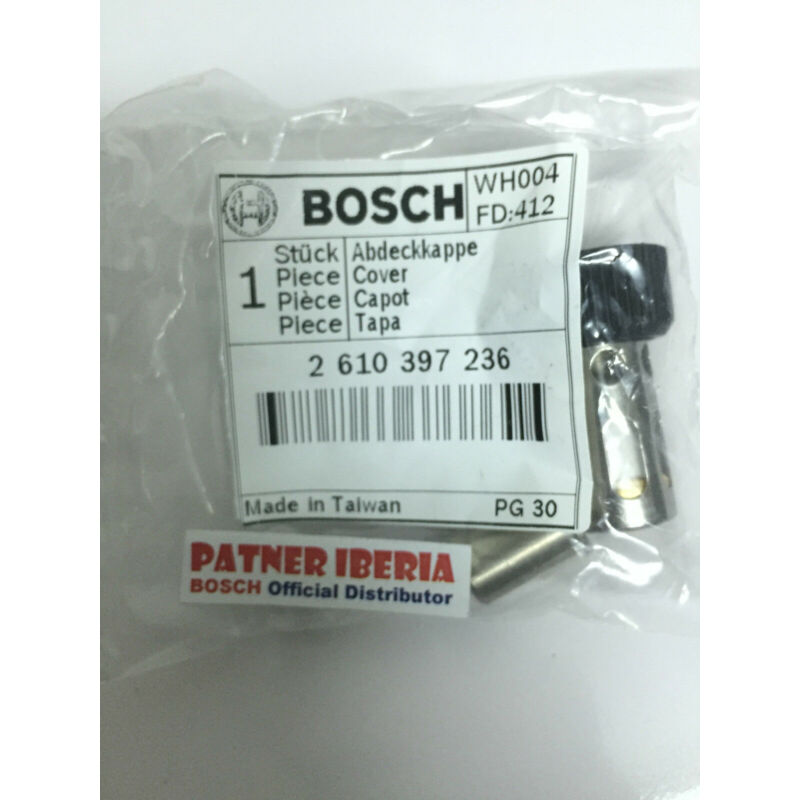 BOSCH
WH004
FD:412
1
Stück Abdeckkappe
Piece Cover
Pièce Capot
Piece Tapa
2 610 397 236
Made in Taiwan PG 30
PATNER IBERIA
BOSCH Official Distributor